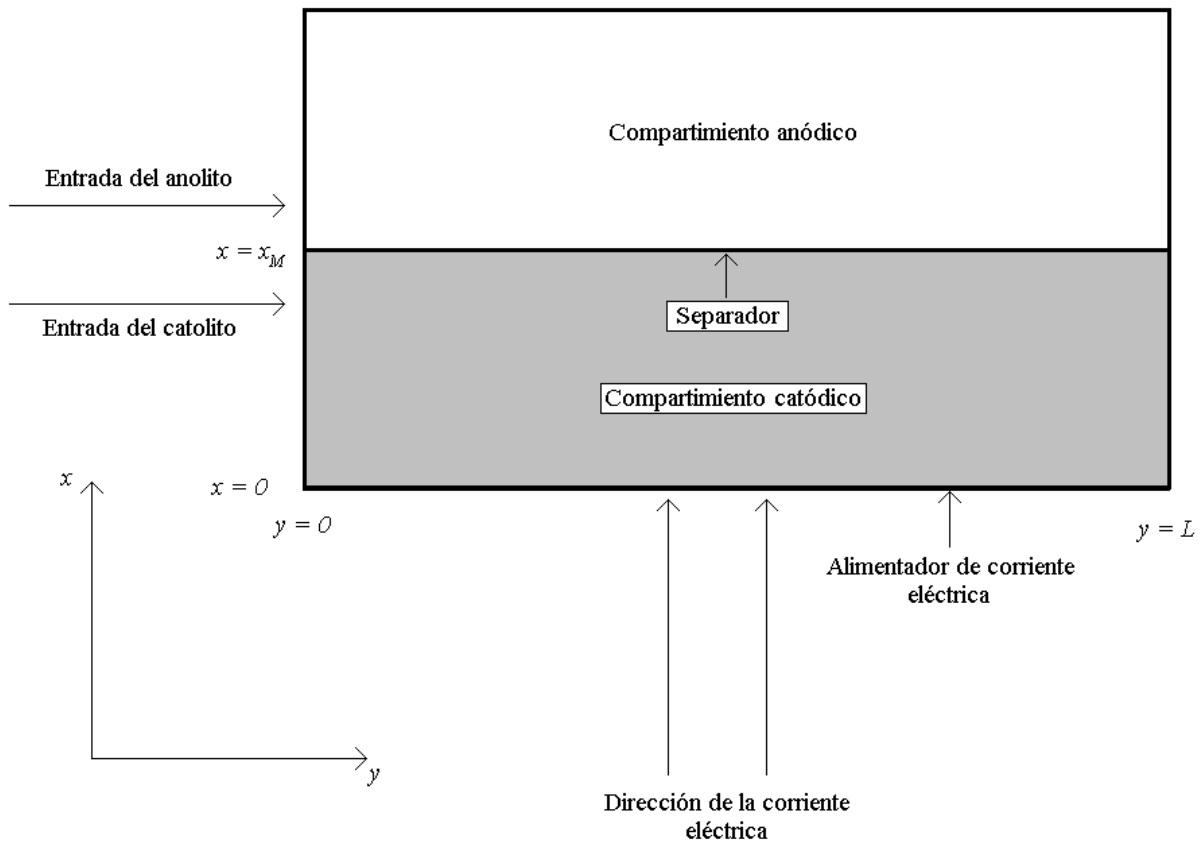 Compartimiento anódico
Entrada del anolito
x = x_M
Entrada del catolito
Separador
Compartimiento catódico
x
x = 0
y = 0
y = L
Alimentador de corriente
eléctrica
y
Dirección de la corriente
eléctrica